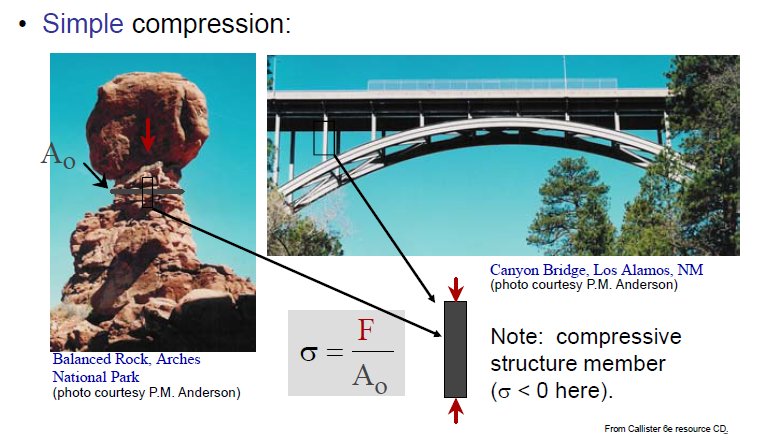 • Simple compression:
Ao
Canyon Bridge, Los Alamos, NM
(photo courtesy P.M. Anderson)
Balanced Rock, Arches
National Park
(photo courtesy P.M. Anderson)
σ = F
Ao
Note: compressive
structure member
(σ < 0 here).
From Callister 6e resource CD.